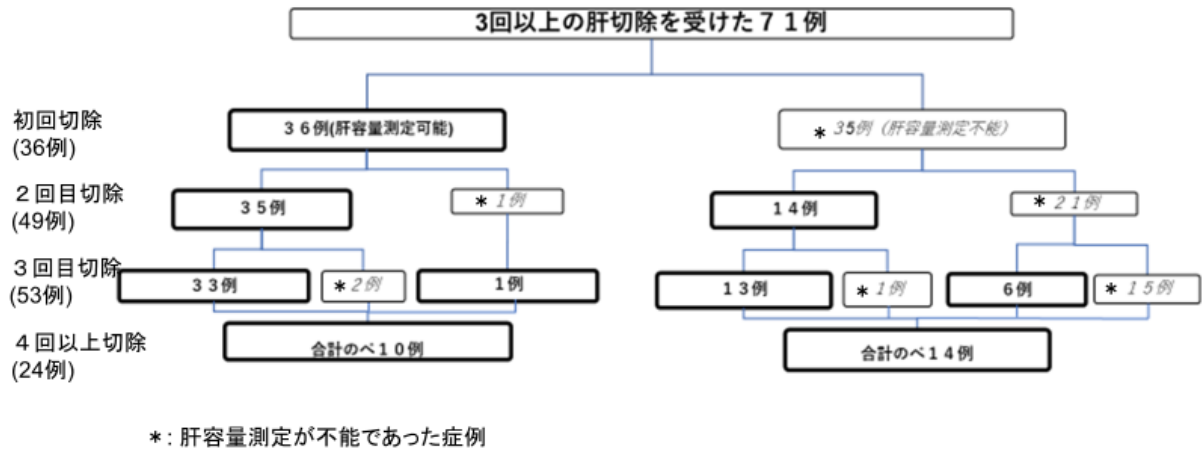 3回以上の肝切除を受けた７１例
初回切除
(36例)
３６例(肝容量測定可能)
* 35例（肝容量測定不能）
２回目切除
(49例)
３５例
* 1例
１４例
* 2 1例
３回目切除
(53例)
３３例
* 2例
1例
１３例
* 1例
6例
* 1 5例
４回以上切除
(24例)
合計のべ１０例
合計のべ１４例
*: 肝容量測定が不能であった症例